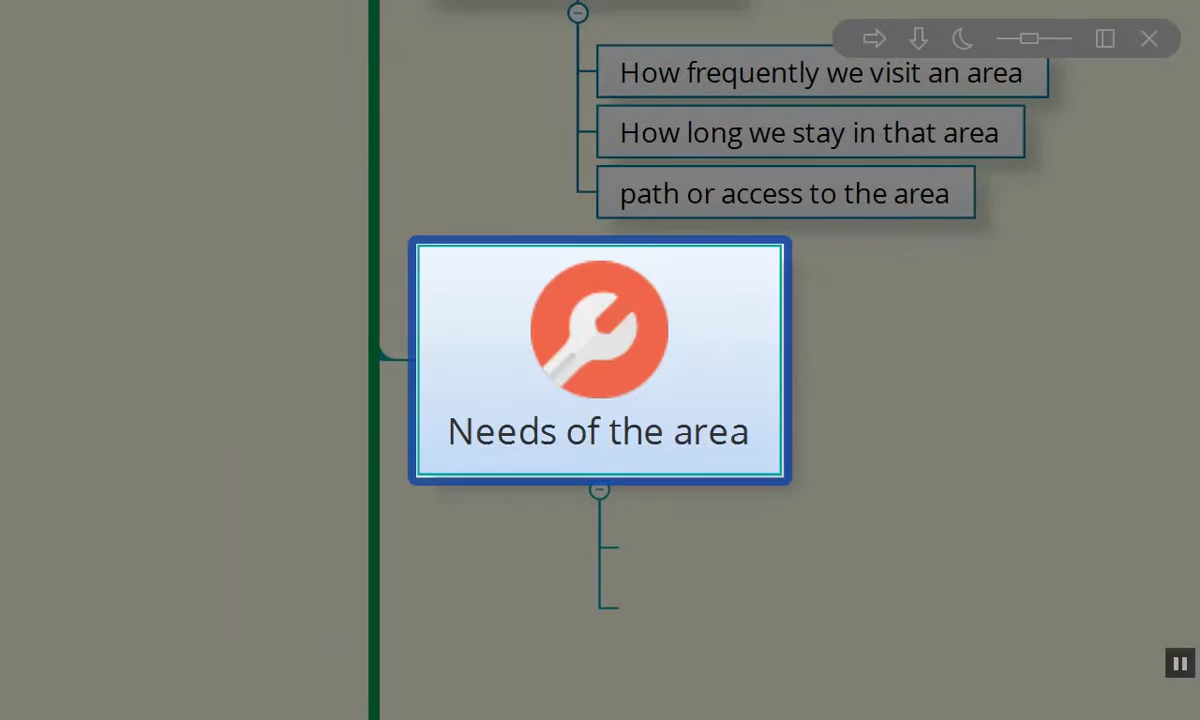 How frequently we visit an area
How long we stay in that area
path or access to the area
Needs of the area